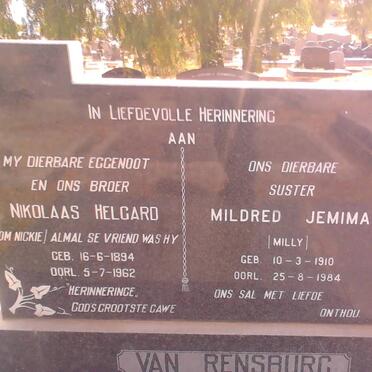 IN LIEFDEVOLLE HERINNERING
AAN
MY DIERBARE EGGENOOT
EN ONS BROER
NIKOLAAS HELGARD
OM NICKIE) ALMAL SE VRIEND WAS HY
GEB. 16-6-1894
OORL. 5-7-1962
"HERINNERINGE,
GOD'S GROOTSTE GAWE
ONS DIERBARE
SUSTER
MILDRED JEMIMA
(MILLY)
GEB. 10-3-1910
OORL. 25-8-1984
ONS SAL MET LIEFDE
ONTHOU.
VAN RENSBURG